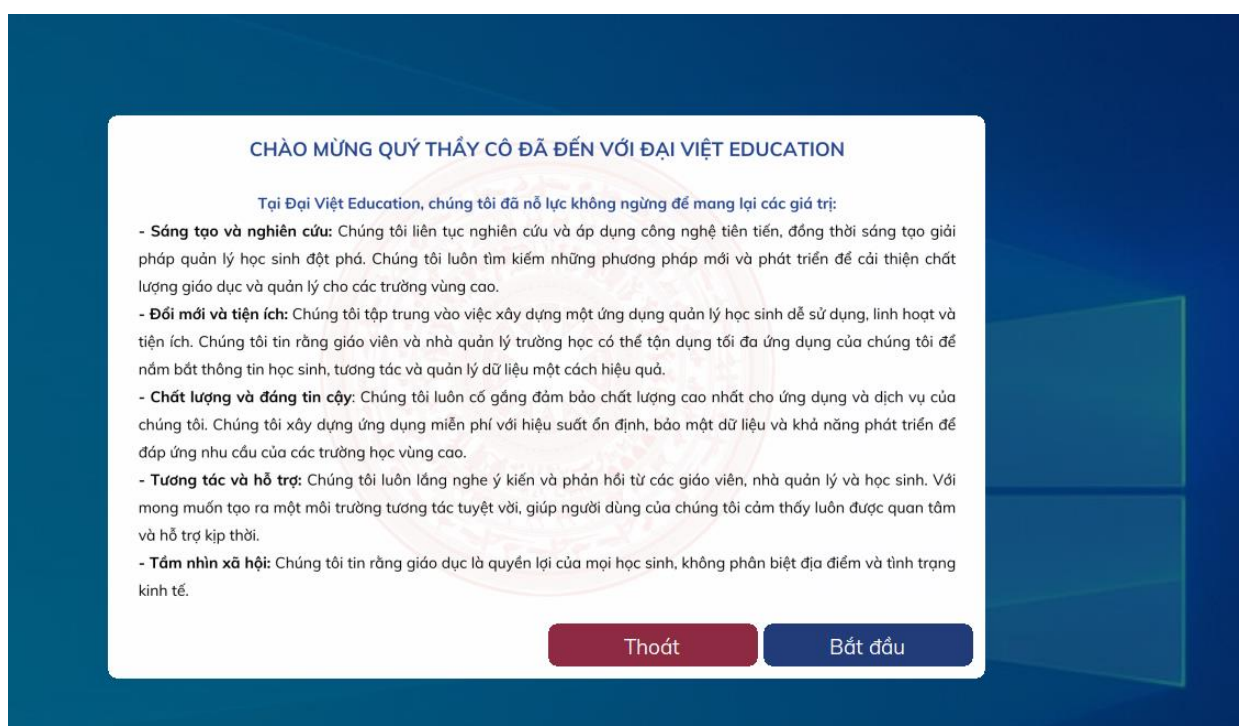 CHÀO MỪNG QUÝ THẦY CÔ ĐÃ ĐẾN VỚI ĐẠI VIỆT EDUCATION
Tại Đại Việt Education, chúng tôi đã nỗ lực không ngừng để mang lại các giá trị:
- Sáng tạo và nghiên cứu: Chúng tôi liên tục nghiên cứu và áp dụng công nghệ tiên tiến, đồng thời sáng tạo giải
pháp quản lý học sinh đột phá. Chúng tôi luôn tìm kiếm những phương pháp mới và phát triển để cải thiện chất
lượng giáo dục và quản lý cho các trường vùng cao.
- Đổi mới và tiện ích: Chúng tôi tập trung vào việc xây dựng một ứng dụng quản lý học sinh dễ sử dụng, linh hoạt và
tiện ích. Chúng tôi tin rằng giáo viên và nhà quản lý trường học có thể tận dụng tối đa ứng dụng của chúng tôi để
nắm bắt thông tin học sinh, tương tác và quản lý dữ liệu một cách hiệu quả.
- Chất lượng và đáng tin cậy: Chúng tôi luôn cố gắng đảm bảo chất lượng cao nhất cho ứng dụng và dịch vụ của
chúng tôi. Chúng tôi xây dựng ứng dụng miễn phí với hiệu suất ổn định, bảo mật dữ liệu và khả năng phát triển để
đáp ứng nhu cầu của các trường học vùng cao.
- Tương tác và hỗ trợ: Chúng tôi luôn lắng nghe ý kiến và phản hồi từ các giáo viên, nhà quản lý và học sinh. Với
mong muốn tạo ra một môi trường tương tác tuyệt vời, giúp người dùng của chúng tôi cảm thấy luôn được quan tâm
và hỗ trợ kịp thời.
- Tầm nhìn xã hội: Chúng tôi tin rằng giáo dục là quyền lợi của mọi học sinh, không phân biệt địa điểm và tình trạng
kinh tế.
Thoát
Bắt đầu